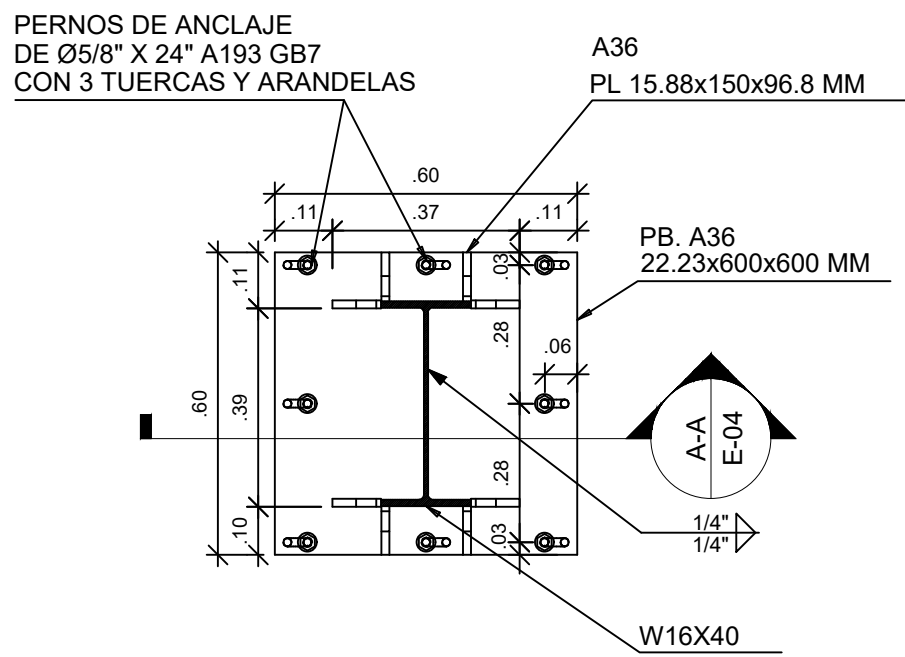 PERNOS DE ANCLAJE
DE Ø5/8" X 24" A193 GB7
CON 3 TUERCAS Y ARANDELAS
A36
PL 15.88x150x96.8 MM
.60
.11
.37
.11
PB. A36
22.23x600x600 MM
.11
.03
.28
.06
.60
.39
A-A
E-04
.28
.10
.03
1/4"
1/4"
W16X40